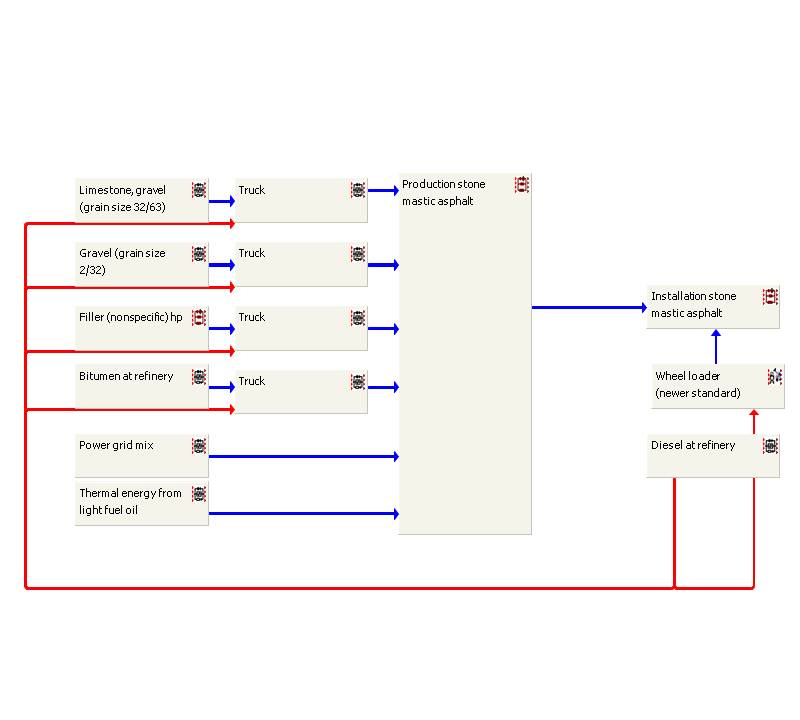 Limestone, gravel
(grain size 32/63)
Truck
Production stone
mastic asphalt
Gravel (grain size
2/32)
Truck
Filler (nonspecific) hp
Truck
Bitumen at refinery
Truck
Power grid mix
Thermal energy from
light fuel oil
Installation stone
mastic asphalt
Wheel loader
(newer standard)
Diesel at refinery